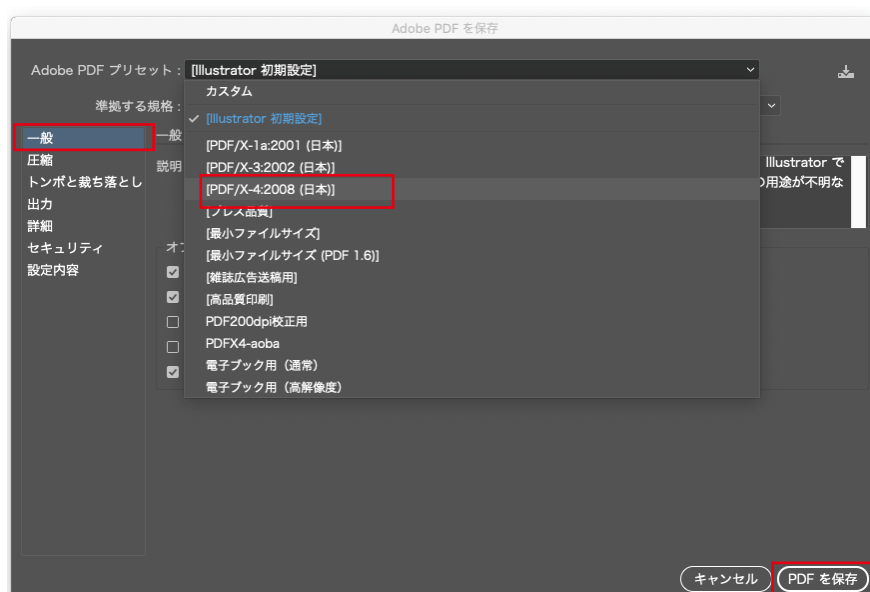 Adobe PDF を保存
Adobe PDF プリセット : [Illustrator 初期設定]
準拠する規格 :
カスタム
[Illustrator 初期設定]
[PDF/X-1a:2001 (日本)]
[PDF/X-3:2002 (日本)]
[PDF/X-4:2008 (日本)]
[プレス品質]
[最小ファイルサイズ]
[最小ファイルサイズ (PDF 1.6)]
[雑誌広告送稿用]
[高品質印刷]
PDF200dpi校正用
PDFX4-aoba
電子ブック用（通常）
電子ブック用（高解像度）
一般
圧縮
トンボと裁ち落とし
出力
詳細
セキュリティ
設定内容
一般
説明
Illustrator で
の用途が不明な
オプ
キャンセル
PDF を保存